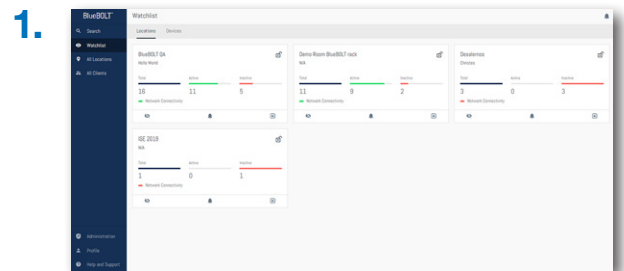 1.
BlueBOLT
Watchlist
Search
Watchlist
All Locations
All Clients
Locations Devices
BlueBOLT QA
Hello World
Total Active Inactive
16 11 5
Network Connectivity
Demo Room BlueBOLT rack
N/A
Total Active Inactive
11 9 2
Network Connectivity
Desalernos
Christos
Total Active Inactive
3 0 3
Network Connectivity
ISE 2019
N/A
Total Active Inactive
1 0 1
Network Connectivity
Administration
Profile
Help and Support